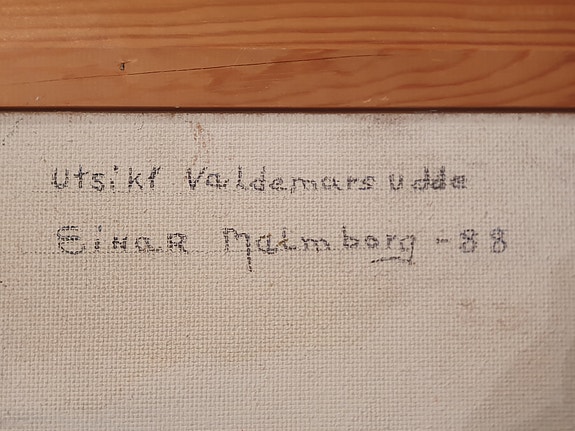 Utsikt Valdemars udde
Einar Malmborg - 88